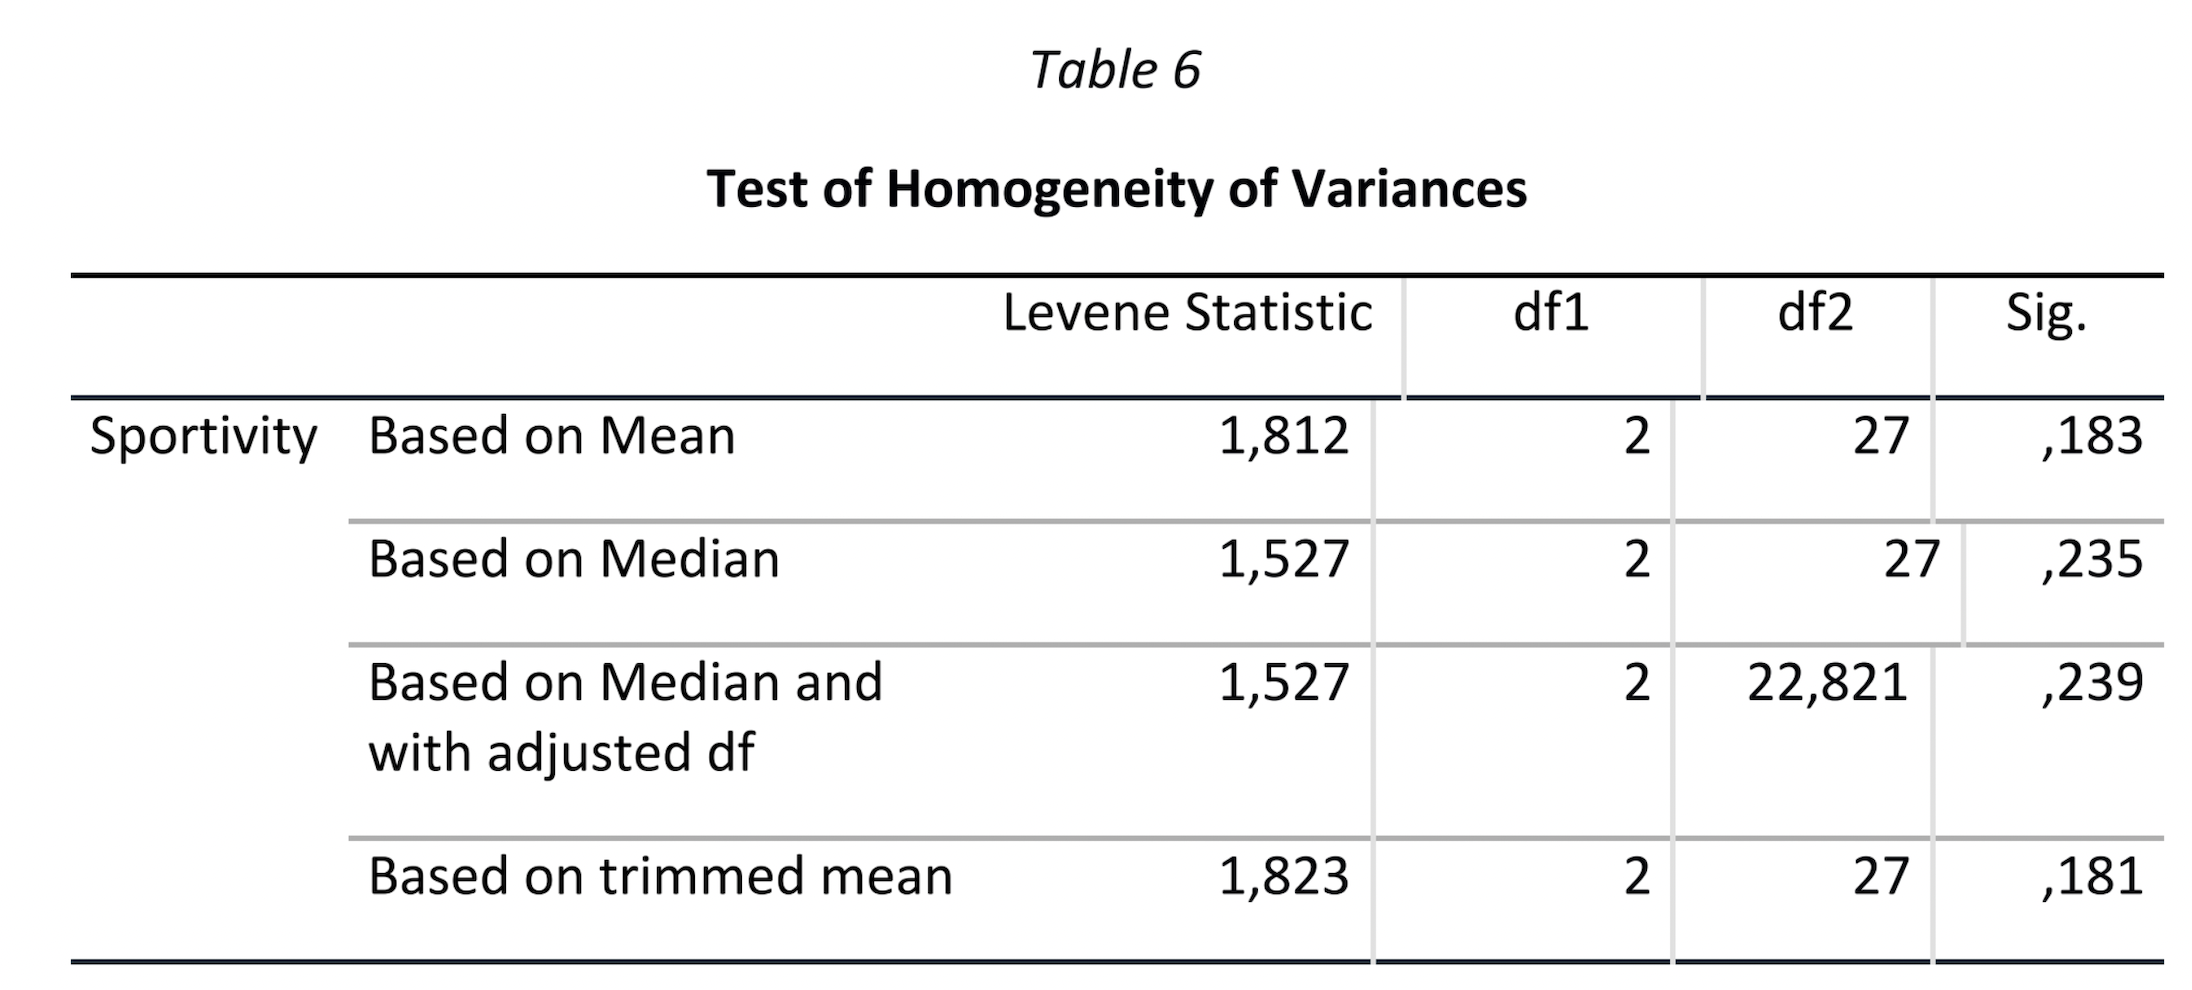 Table 6
Test of Homogeneity of Variances
Levene Statistic df1 df2 Sig.
Sportivity Based on Mean 1,812 2 27 ,183
Based on Median 1,527 2 27 ,235
Based on Median and 1,527 2 22,821 ,239
with adjusted df
Based on trimmed mean 1,823 2 27 ,181